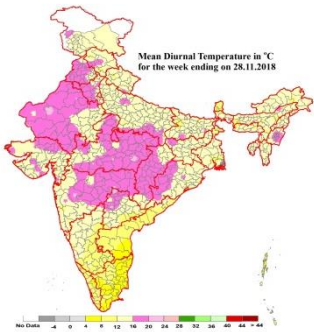 Mean Diurnal Temperature in °C
for the week ending on 28.11.2018
No Data -4 0 4 8 12 16 20 24 28 32 36 40 44 > 44